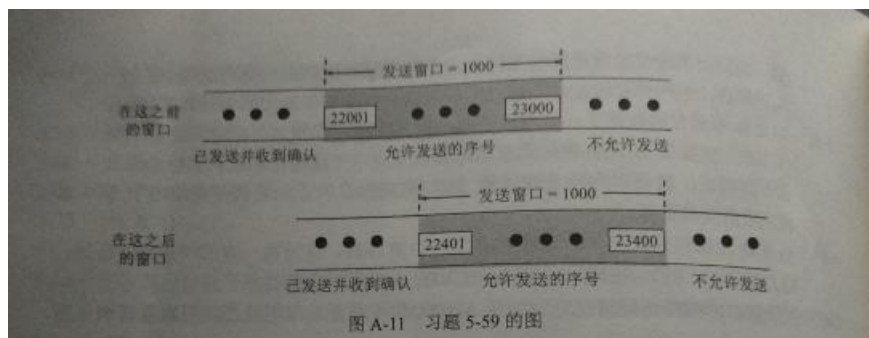 发送窗口 = 1000
在这之前
的窗口
22001
23000
已发送并收到确认
允许发送的序号
不允许发送
发送窗口 = 1000
在这之后
的窗口
22401
23400
已发送并收到确认
允许发送的序号
不允许发送
图 A-11 习题 5-59 的图